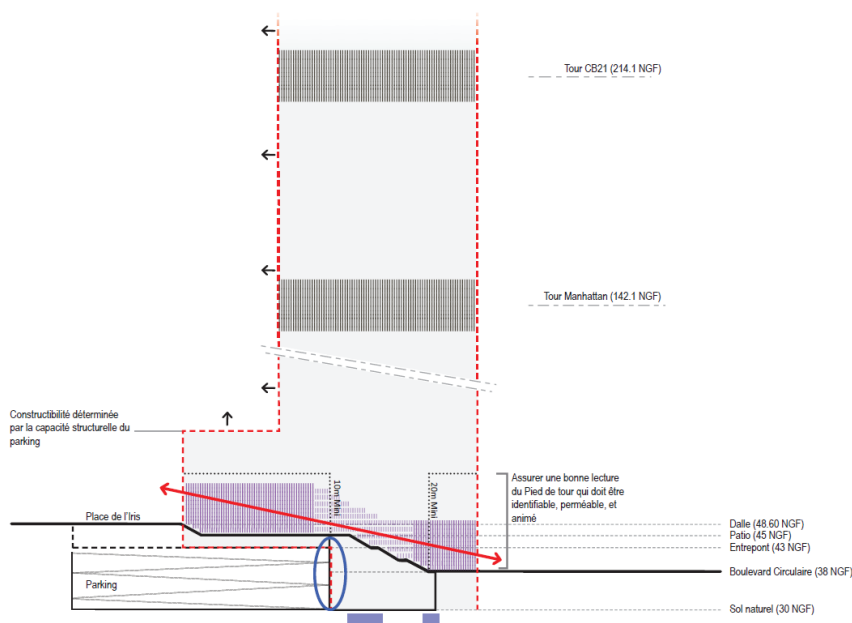 Tour CB21 (214.1 NGF)
Tour Manhattan (142.1 NGF)
Constructibilité déterminée
par la capacité structurelle du
parking
10m Mini
20m Mini
Assurer une bonne lecture
du Pied de tour qui doit être
identifiable, perméable, et
animé
Place de l'Iris
Dalle (48.60 NGF)
Patio (45 NGF)
Entrepont (43 NGF)
Boulevard Circulaire (38 NGF)
Parking
Sol naturel (30 NGF)